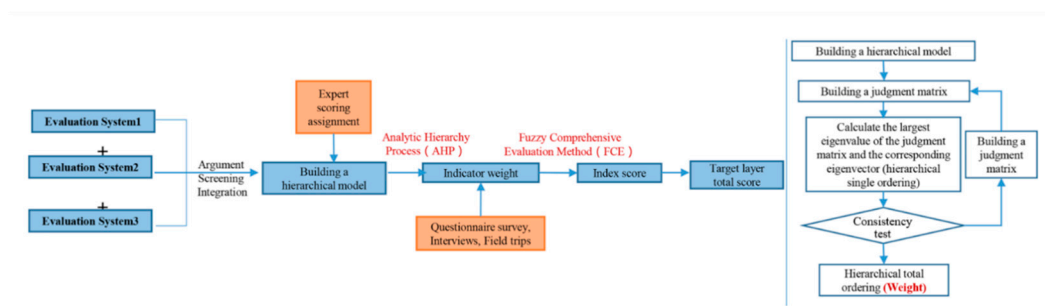 Evaluation System1
+
Evaluation System2
+
Evaluation System3
Argument
Screening
Integration
Expert
scoring
assignment
Building a
hierarchical model
Analytic Hierarchy
Process ( AHP )
Indicator weight
Questionnaire survey,
Interviews, Field trips
Fuzzy Comprehensive
Evaluation Method ( FCE )
Index score
Target layer
total score
Building a hierarchical model
Building a judgment matrix
Calculate the largest
eigenvalue of the judgment
matrix and the corresponding
eigenvector (hierarchical
single ordering)
Building a
judgment
matrix
Consistency
test
Hierarchical total
ordering (Weight)